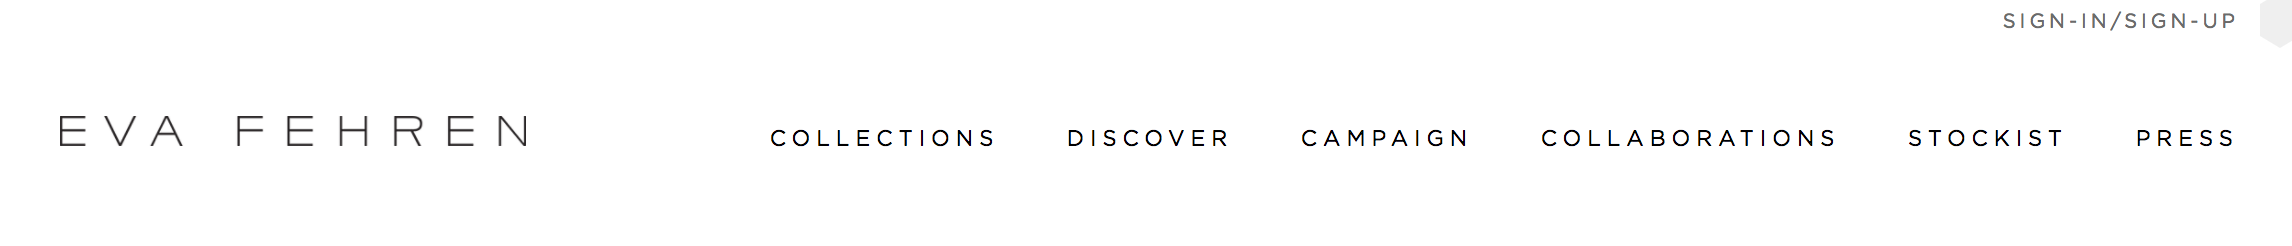 SIGN-IN/SIGN-UP
EVA FEHREN COLLECTIONS DISCOVER CAMPAIGN COLLABORATIONS STOCKIST PRESS